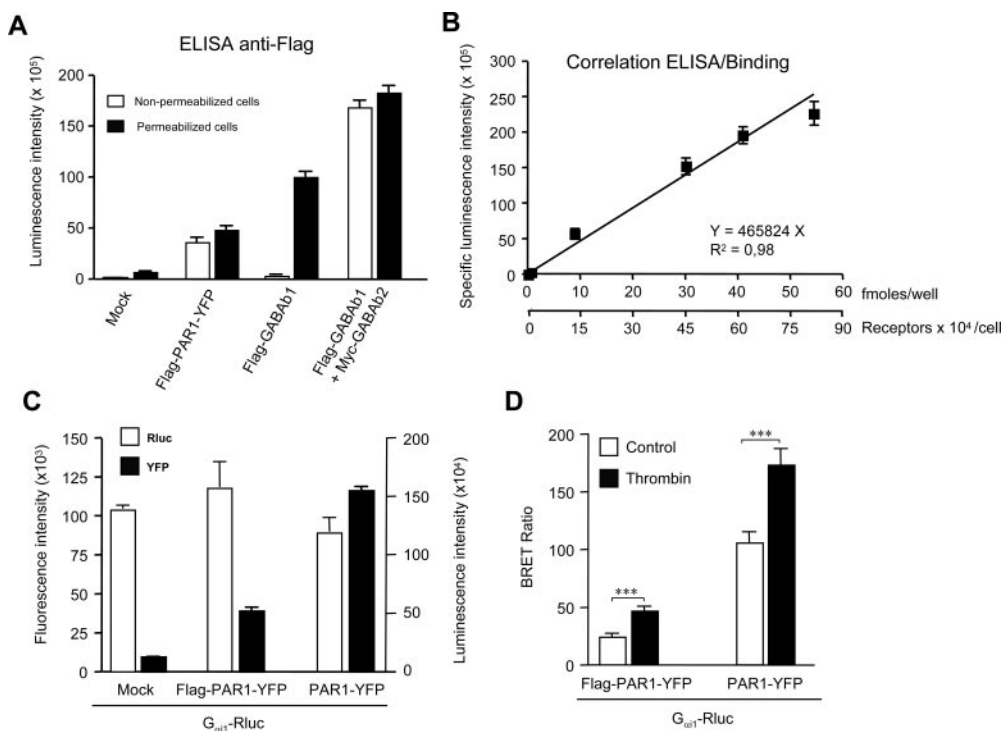 A
ELISA anti-Flag
Luminescence intensity (x 10⁵)
200
150
100
50
0
Non-permeabilized cells
Permeabilized cells
Mock
Flag-PAR1-YFP
Flag-GABAb1
Flag-GABAb1
+ Myc-GABAb2
B
Correlation ELISA/Binding
Specific luminescence intensity (x 10⁵)
300
250
200
150
100
50
0
Y = 465824 X
R² = 0,98
0 10 20 30 40 50 60 fmoles/well
0 15 30 45 60 75 90 Receptors x 10⁴/cell
C
Fluorescence intensity (x10³)
150
125
100
75
50
25
0
Rluc
YFP
200
150
100
50
0
Luminescence intensity (x10⁴)
Mock Flag-PAR1-YFP PAR1-YFP
Gαi1-Rluc
D
BRET Ratio
200
150
100
50
0
Control
Thrombin
***
***
Flag-PAR1-YFP PAR1-YFP
Gαi1-Rluc